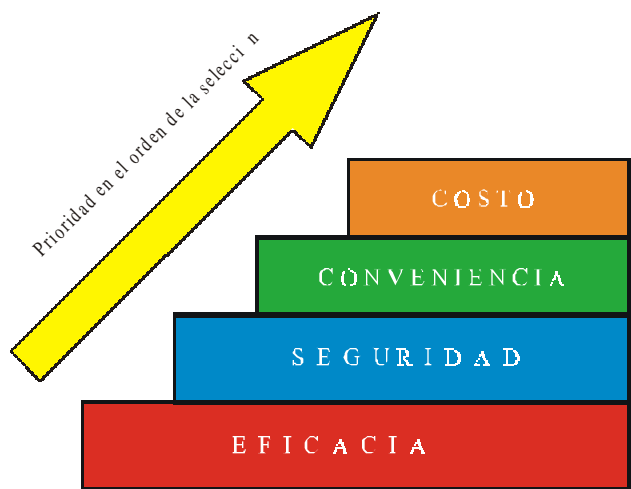 Prioridad en el orden de la selecci n
COSTO
CONVENIENCIA
SEGURIDAD
EFICACIA